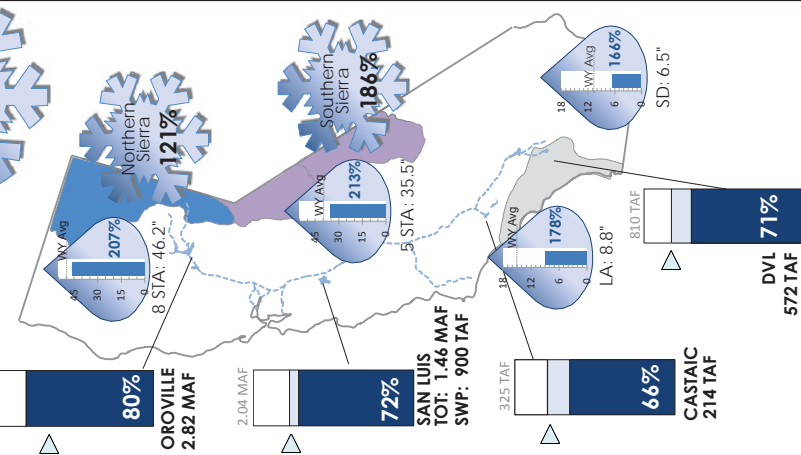 Northern
Sierra
121%
Southern
Sierra
186%
WY Avg
207%
45
30
15
0
8 STA: 46.2"
WY Avg
213%
45
30
15
0
5 STA: 35.5"
WY Avg
178%
18
12
6
0
LA: 8.8"
WY Avg
166%
18
12
6
0
SD: 6.5"
80%
OROVILLE
2.82 MAF
2.04 MAF
72%
SAN LUIS
TOT: 1.46 MAF
SWP: 900 TAF
325 TAF
66%
CASTAIC
214 TAF
810 TAF
71%
DVL
572 TAF